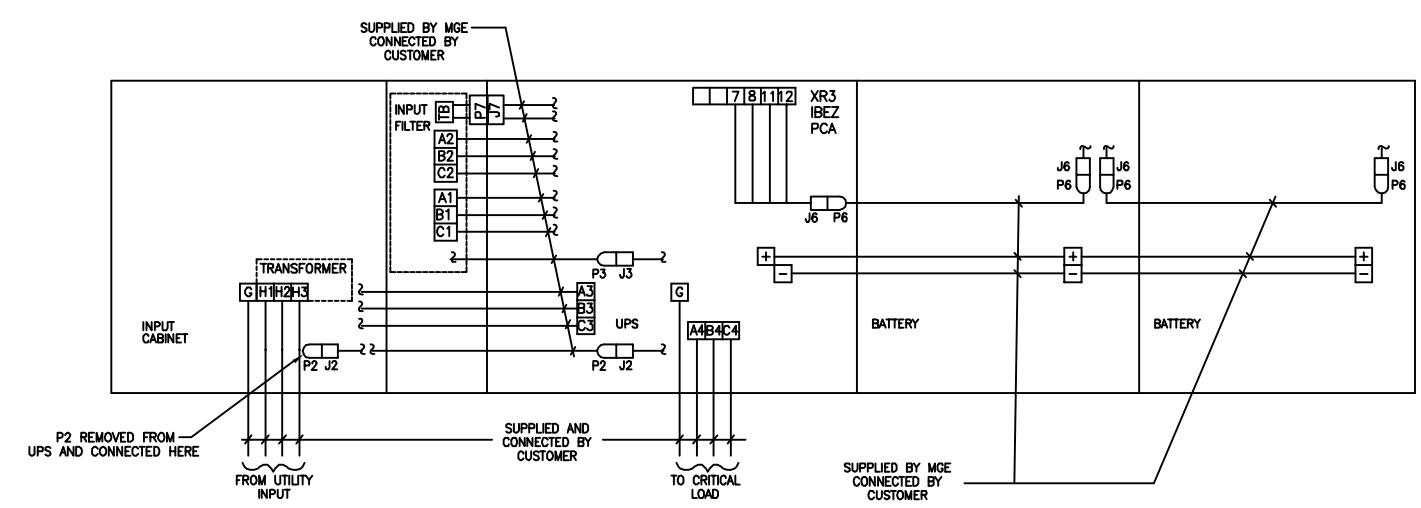 SUPPLIED BY MGE
CONNECTED BY
CUSTOMER
INPUT
FILTER
TB
P7
J7
A2
B2
C2
A1
B1
C1
7 8 11 12
XR3
IBEZ
PCA
J6 P6
J6
P6
J6
P6
J6
P6
P3 J3
TRANSFORMER
G H1 H2 H3
A3
B3
C3
UPS
G
A4 B4 C4
+
-
+
-
+
-
INPUT
CABINET
BATTERY
BATTERY
P2 J2
P2 J2
P2 REMOVED FROM
UPS AND CONNECTED HERE
SUPPLIED AND
CONNECTED BY
CUSTOMER
FROM UTILITY
INPUT
TO CRITICAL
LOAD
SUPPLIED BY MGE
CONNECTED BY
CUSTOMER